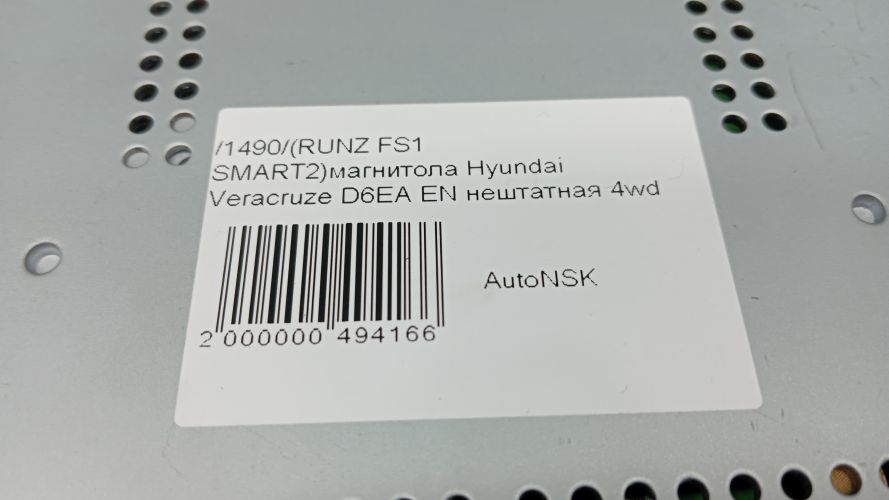 /1490/(RUNZ FS1
SMART2)магнитола Hyundai
Veracruze D6EA EN нештатная 4wd
AutoNSK
2 000000 494166